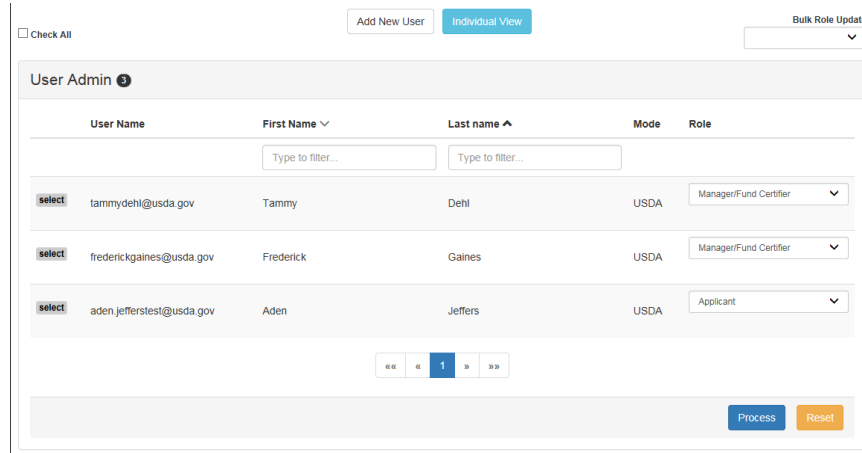 Add New User
Individual View
Bulk Role Updat
Check All
User Admin 3
User Name First Name Last name Mode Role
Type to filter... Type to filter...
select tammydehl@usda.gov Tammy Dehl USDA Manager/Fund Certifier
select frederickgaines@usda.gov Frederick Gaines USDA Manager/Fund Certifier
select aden.jefferstest@usda.gov Aden Jeffers USDA Applicant
«« « 1 » »»
Process Reset